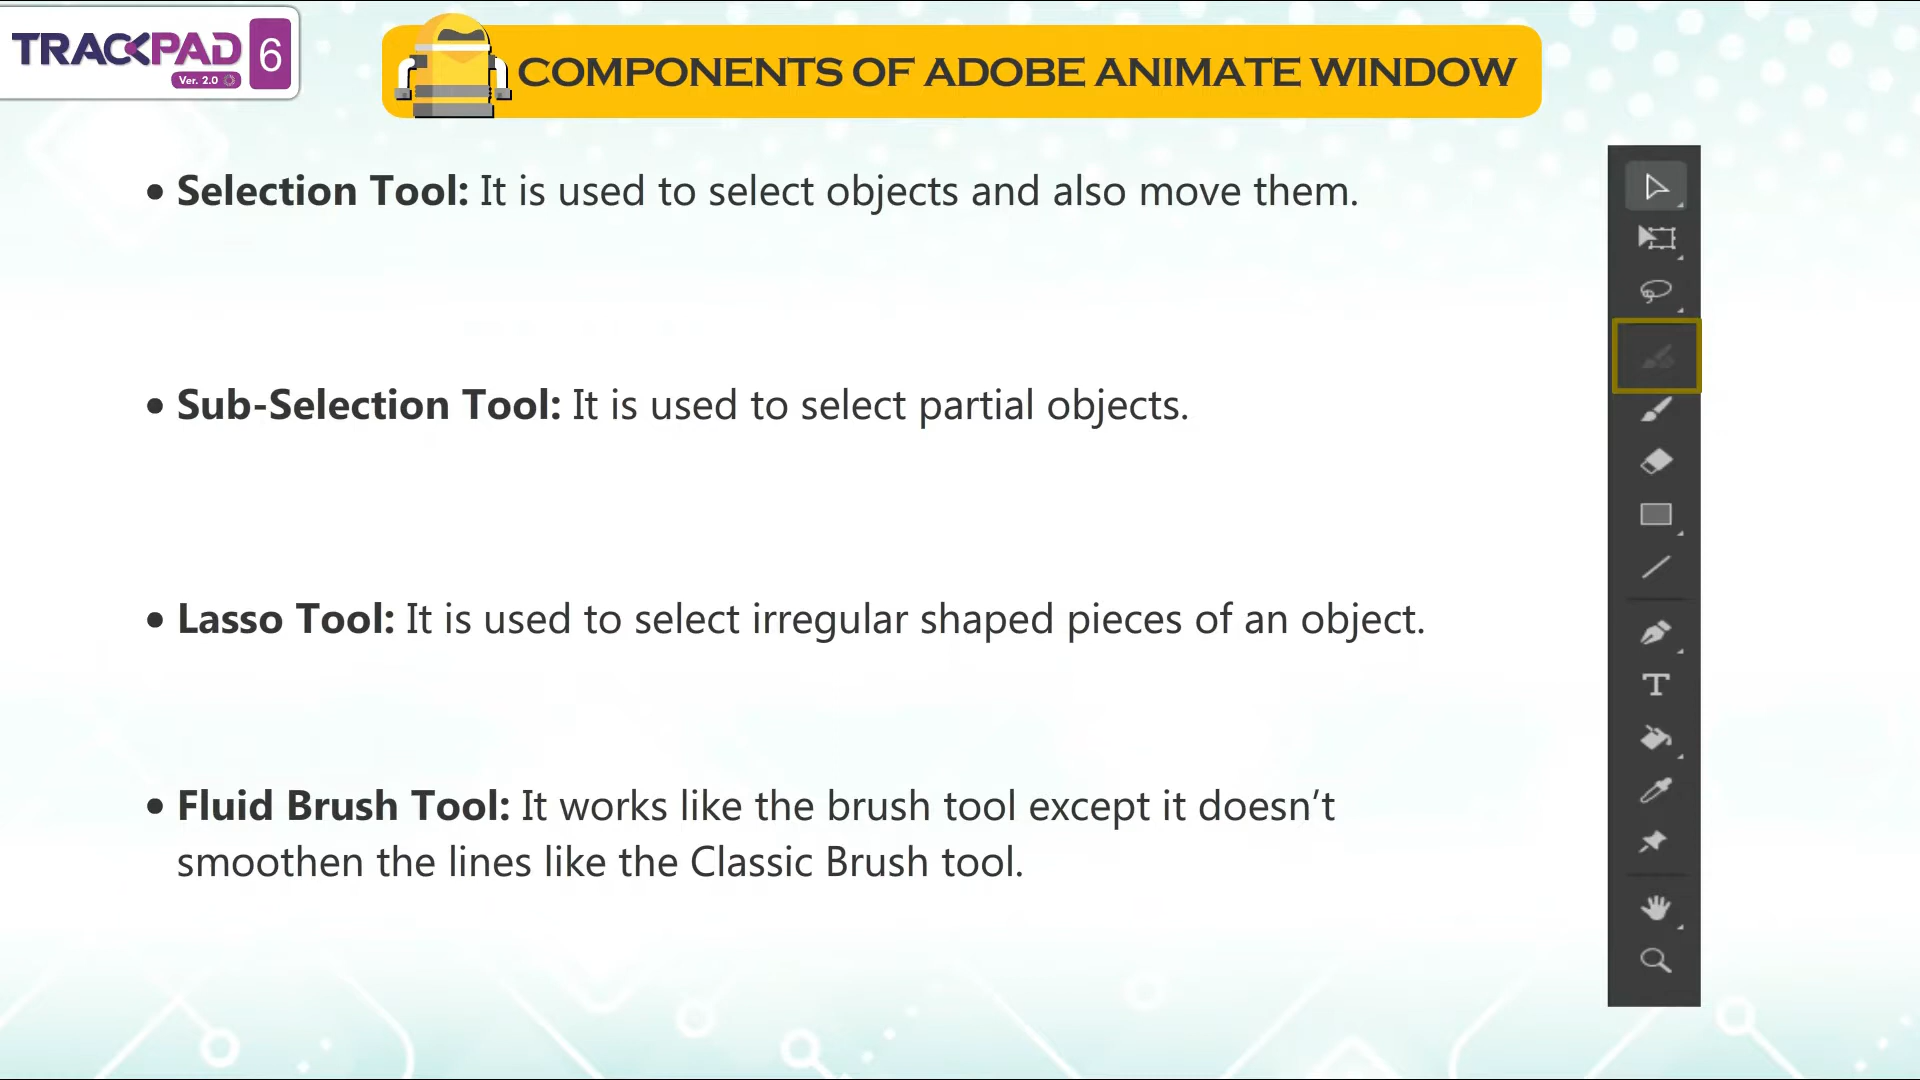 TRACKPAD 6
Ver. 2.0
COMPONENTS OF ADOBE ANIMATE WINDOW
• Selection Tool: It is used to select objects and also move them.
• Sub-Selection Tool: It is used to select partial objects.
• Lasso Tool: It is used to select irregular shaped pieces of an object.
• Fluid Brush Tool: It works like the brush tool except it doesn’t
smoothen the lines like the Classic Brush tool.